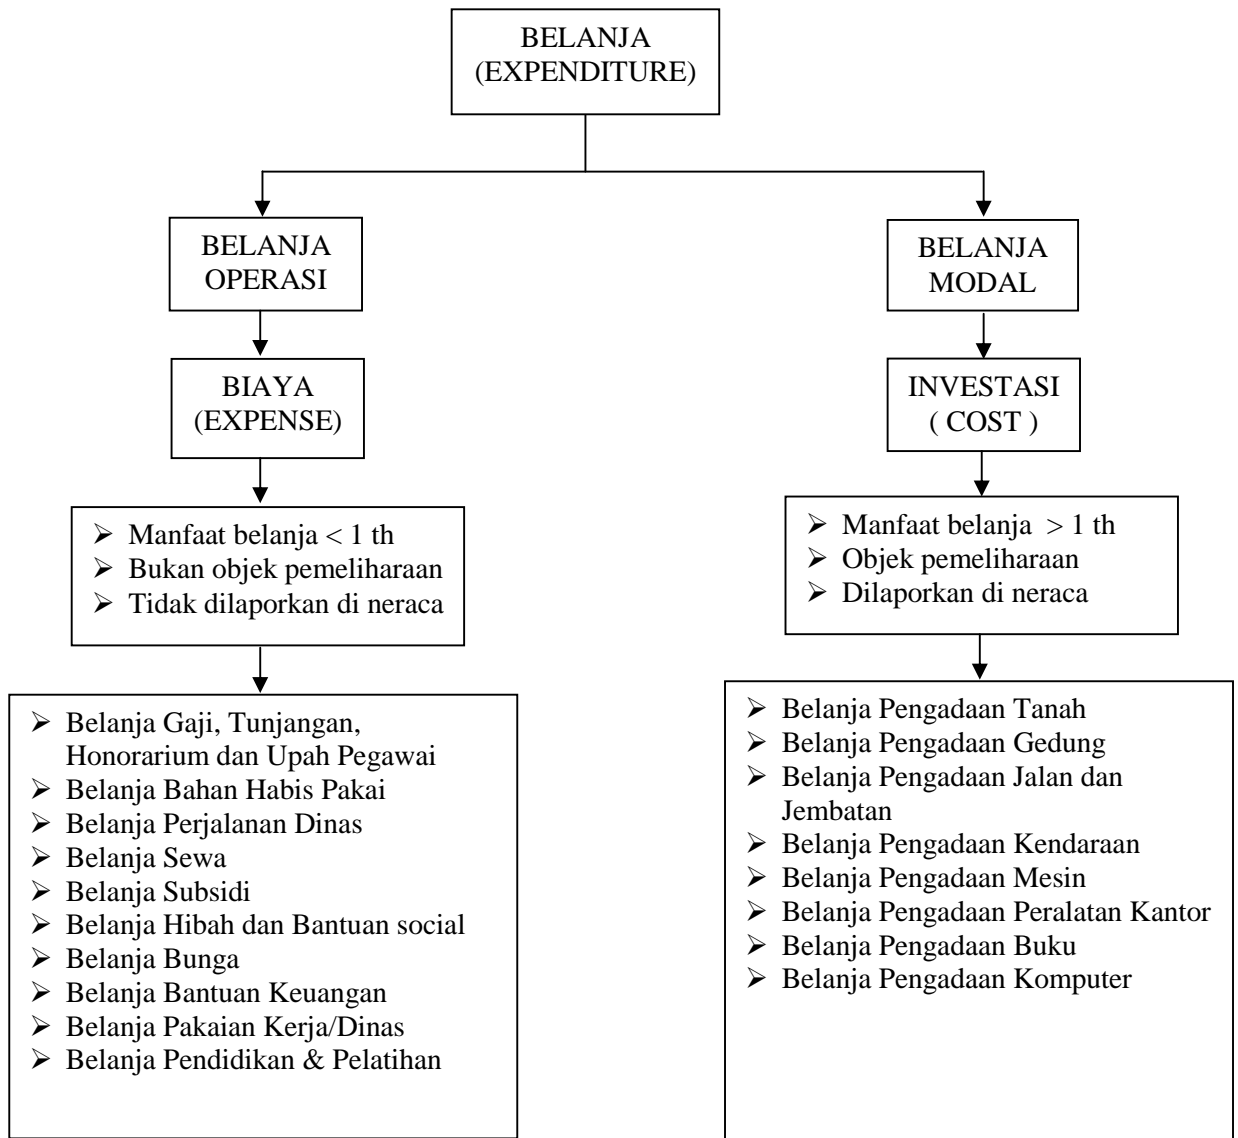 BELANJA
(EXPENDITURE)
BELANJA
OPERASI
BIAYA
(EXPENSE)
➢ Manfaat belanja < 1 th
➢ Bukan objek pemeliharaan
➢ Tidak dilaporkan di neraca
➢ Belanja Gaji, Tunjangan,
Honorarium dan Upah Pegawai
➢ Belanja Bahan Habis Pakai
➢ Belanja Perjalanan Dinas
➢ Belanja Sewa
➢ Belanja Subsidi
➢ Belanja Hibah dan Bantuan social
➢ Belanja Bunga
➢ Belanja Bantuan Keuangan
➢ Belanja Pakaian Kerja/Dinas
➢ Belanja Pendidikan & Pelatihan
BELANJA
MODAL
INVESTASI
( COST )
➢ Manfaat belanja > 1 th
➢ Objek pemeliharaan
➢ Dilaporkan di neraca
➢ Belanja Pengadaan Tanah
➢ Belanja Pengadaan Gedung
➢ Belanja Pengadaan Jalan dan
Jembatan
➢ Belanja Pengadaan Kendaraan
➢ Belanja Pengadaan Mesin
➢ Belanja Pengadaan Peralatan Kantor
➢ Belanja Pengadaan Buku
➢ Belanja Pengadaan Komputer